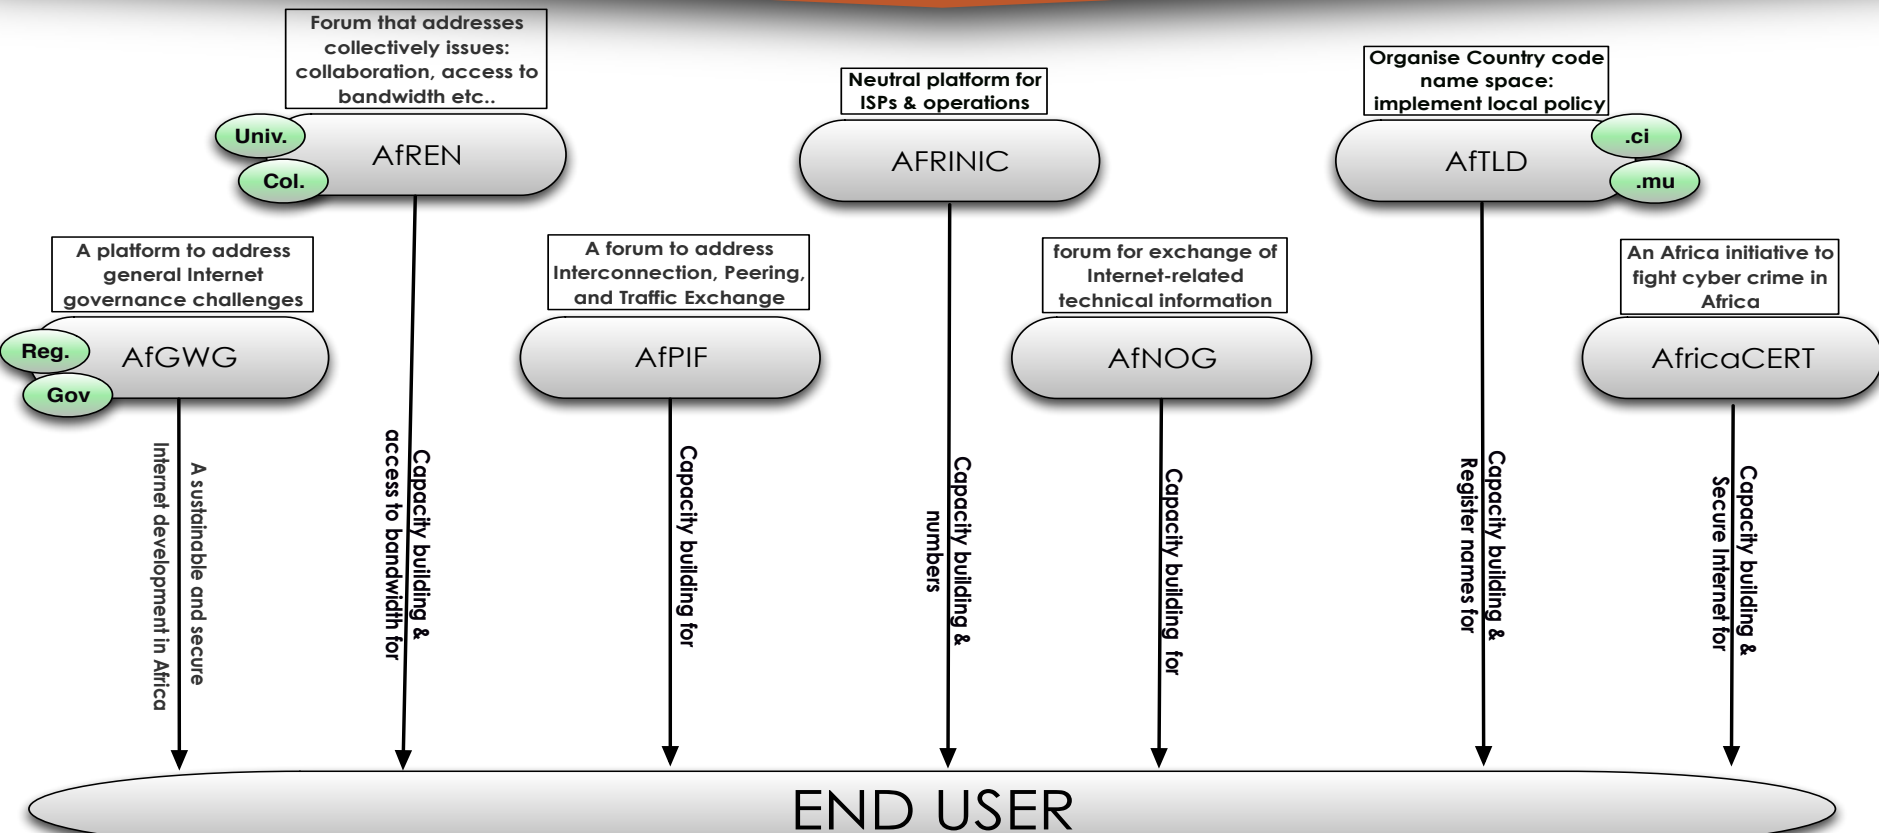 Forum that addresses
collectively issues:
collaboration, access to
bandwidth etc..
Univ.
Col.
AfREN
Neutral platform for
ISPs & operations
AFRINIC
Organise Country code
name space:
implement local policy
AfTLD
.ci
.mu
A platform to address
general Internet
governance challenges
Reg.
Gov
AfGWG
A forum to address
Interconnection, Peering,
and Traffic Exchange
AfPIF
forum for exchange of
Internet-related
technical information
AfNOG
An Africa initiative to
fight cyber crime in
Africa
AfricaCERT
A sustainable and secure
Internet development in Africa
Capacity building &
access to bandwidth for
Capacity building for
Capacity building &
numbers
Capacity building for
Capacity building &
Register names for
Capacity building &
Secure Internet for
END USER